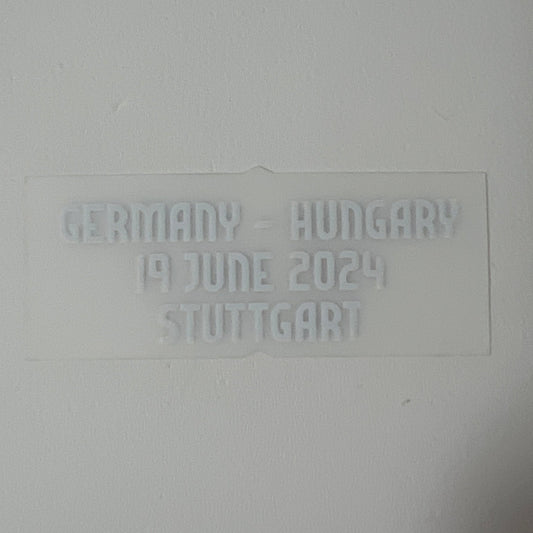 GERMANY - HUNGARY
19 JUNE 2024
STUTTGART